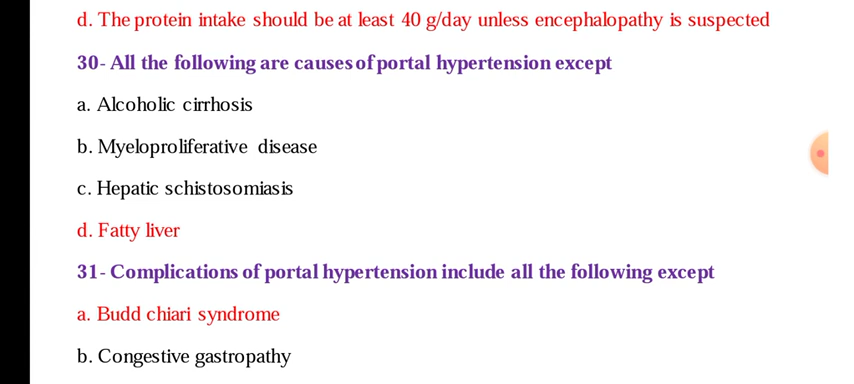 d. The protein intake should be at least 40 g/day unless encephalopathy is suspected
30- All the following are causes of portal hypertension except
a. Alcoholic cirrhosis
b. Myeloproliferative disease
c. Hepatic schistosomiasis
d. Fatty liver
31- Complications of portal hypertension include all the following except
a. Budd chiari syndrome
b. Congestive gastropathy